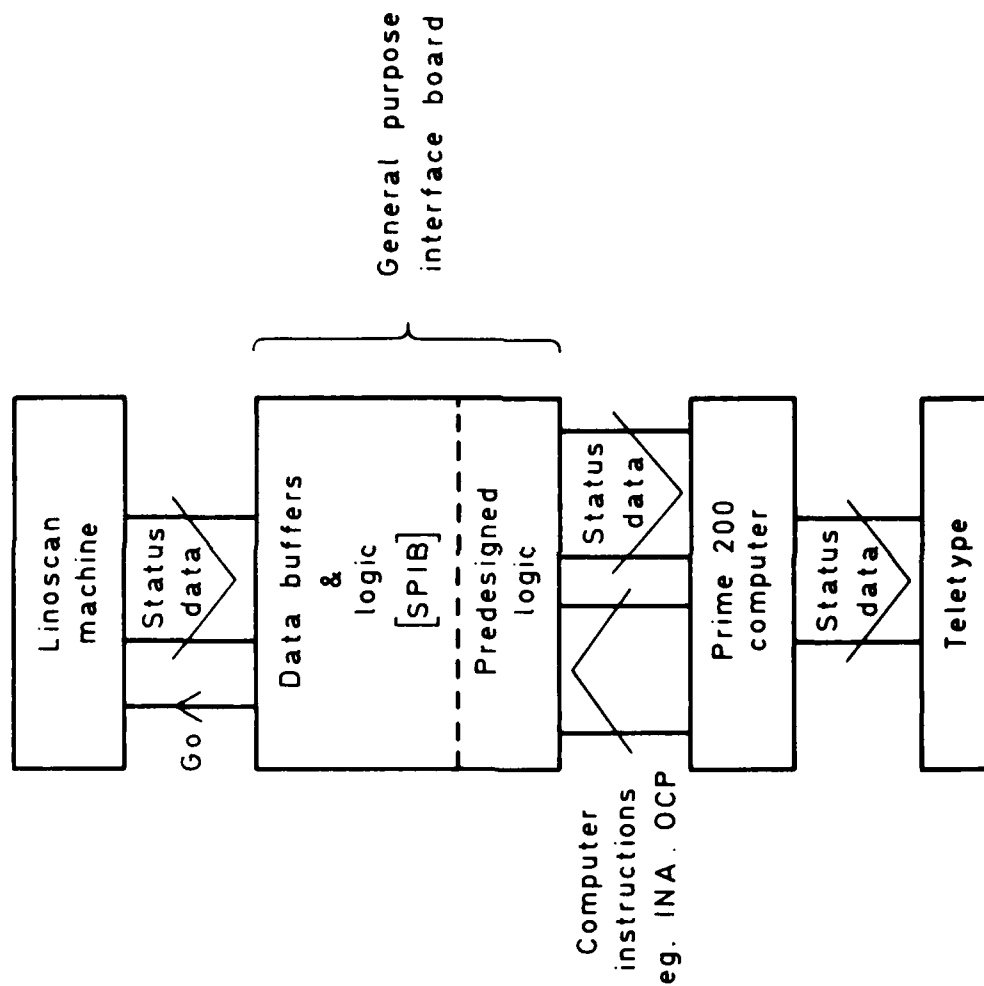 Linoscan
machine
Go
Status
data
Data buffers
&
logic
[SPIB]
Predesigned
logic
General purpose
interface board
Computer
instructions
eg. INA. OCP
Status
data
Prime 200
computer
Status
data
Teletype